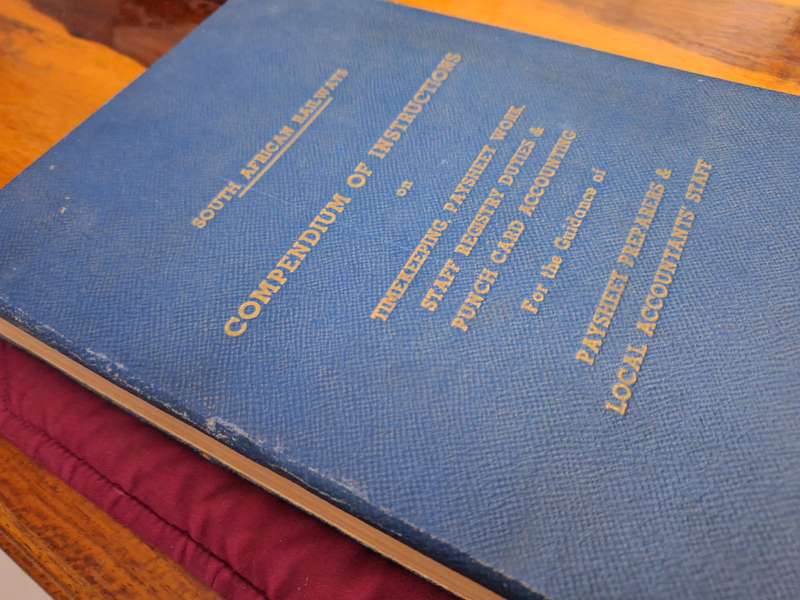 SOUTH AFRICAN RAILWAYS
COMPENDIUM OF INSTRUCTIONS
on
TIMEKEEPING, PAYSHEET WORK
STAFF REGISTRY DUTIES &
PUNCH CARD ACCOUNTING
For the Guidance of
PAYSHEET PREPARERS &
LOCAL ACCOUNTANTS' STAFF